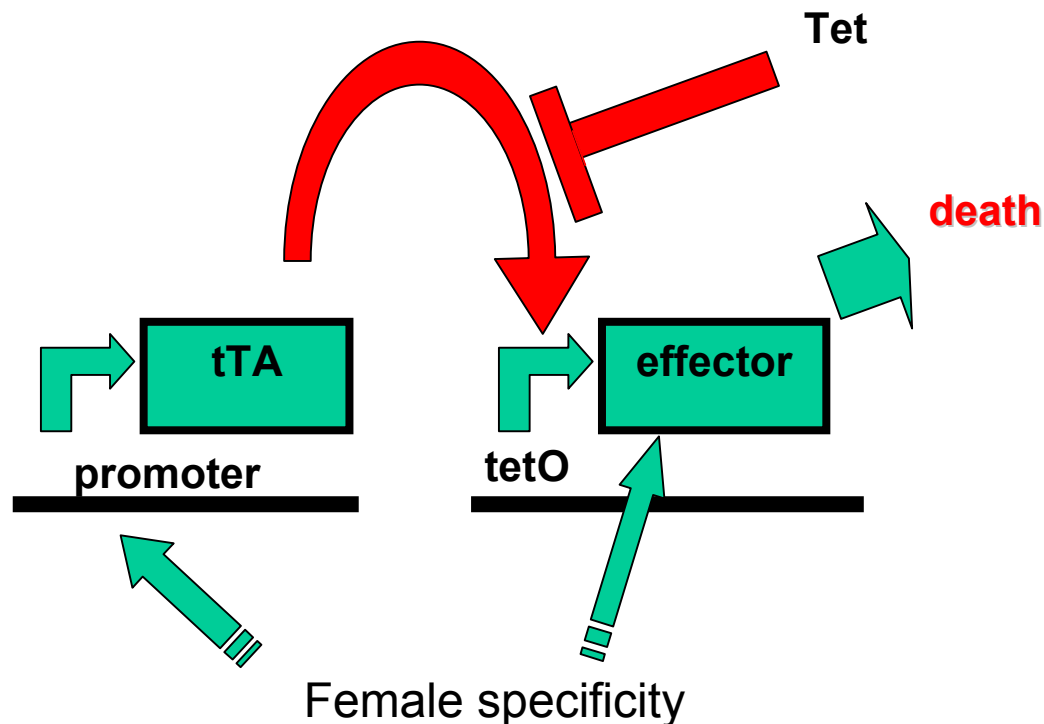 Tet
death
tTA
effector
promoter
tetO
Female specificity